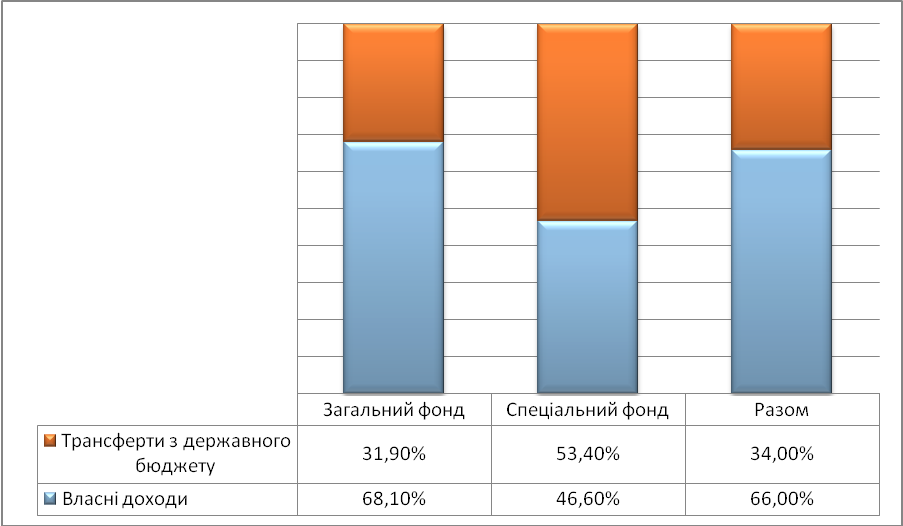 Загальний фонд Спеціальний фонд Разом
Трансферти з державного
бюджету
31,90% 53,40% 34,00%
Власні доходи 68,10% 46,60% 66,00%